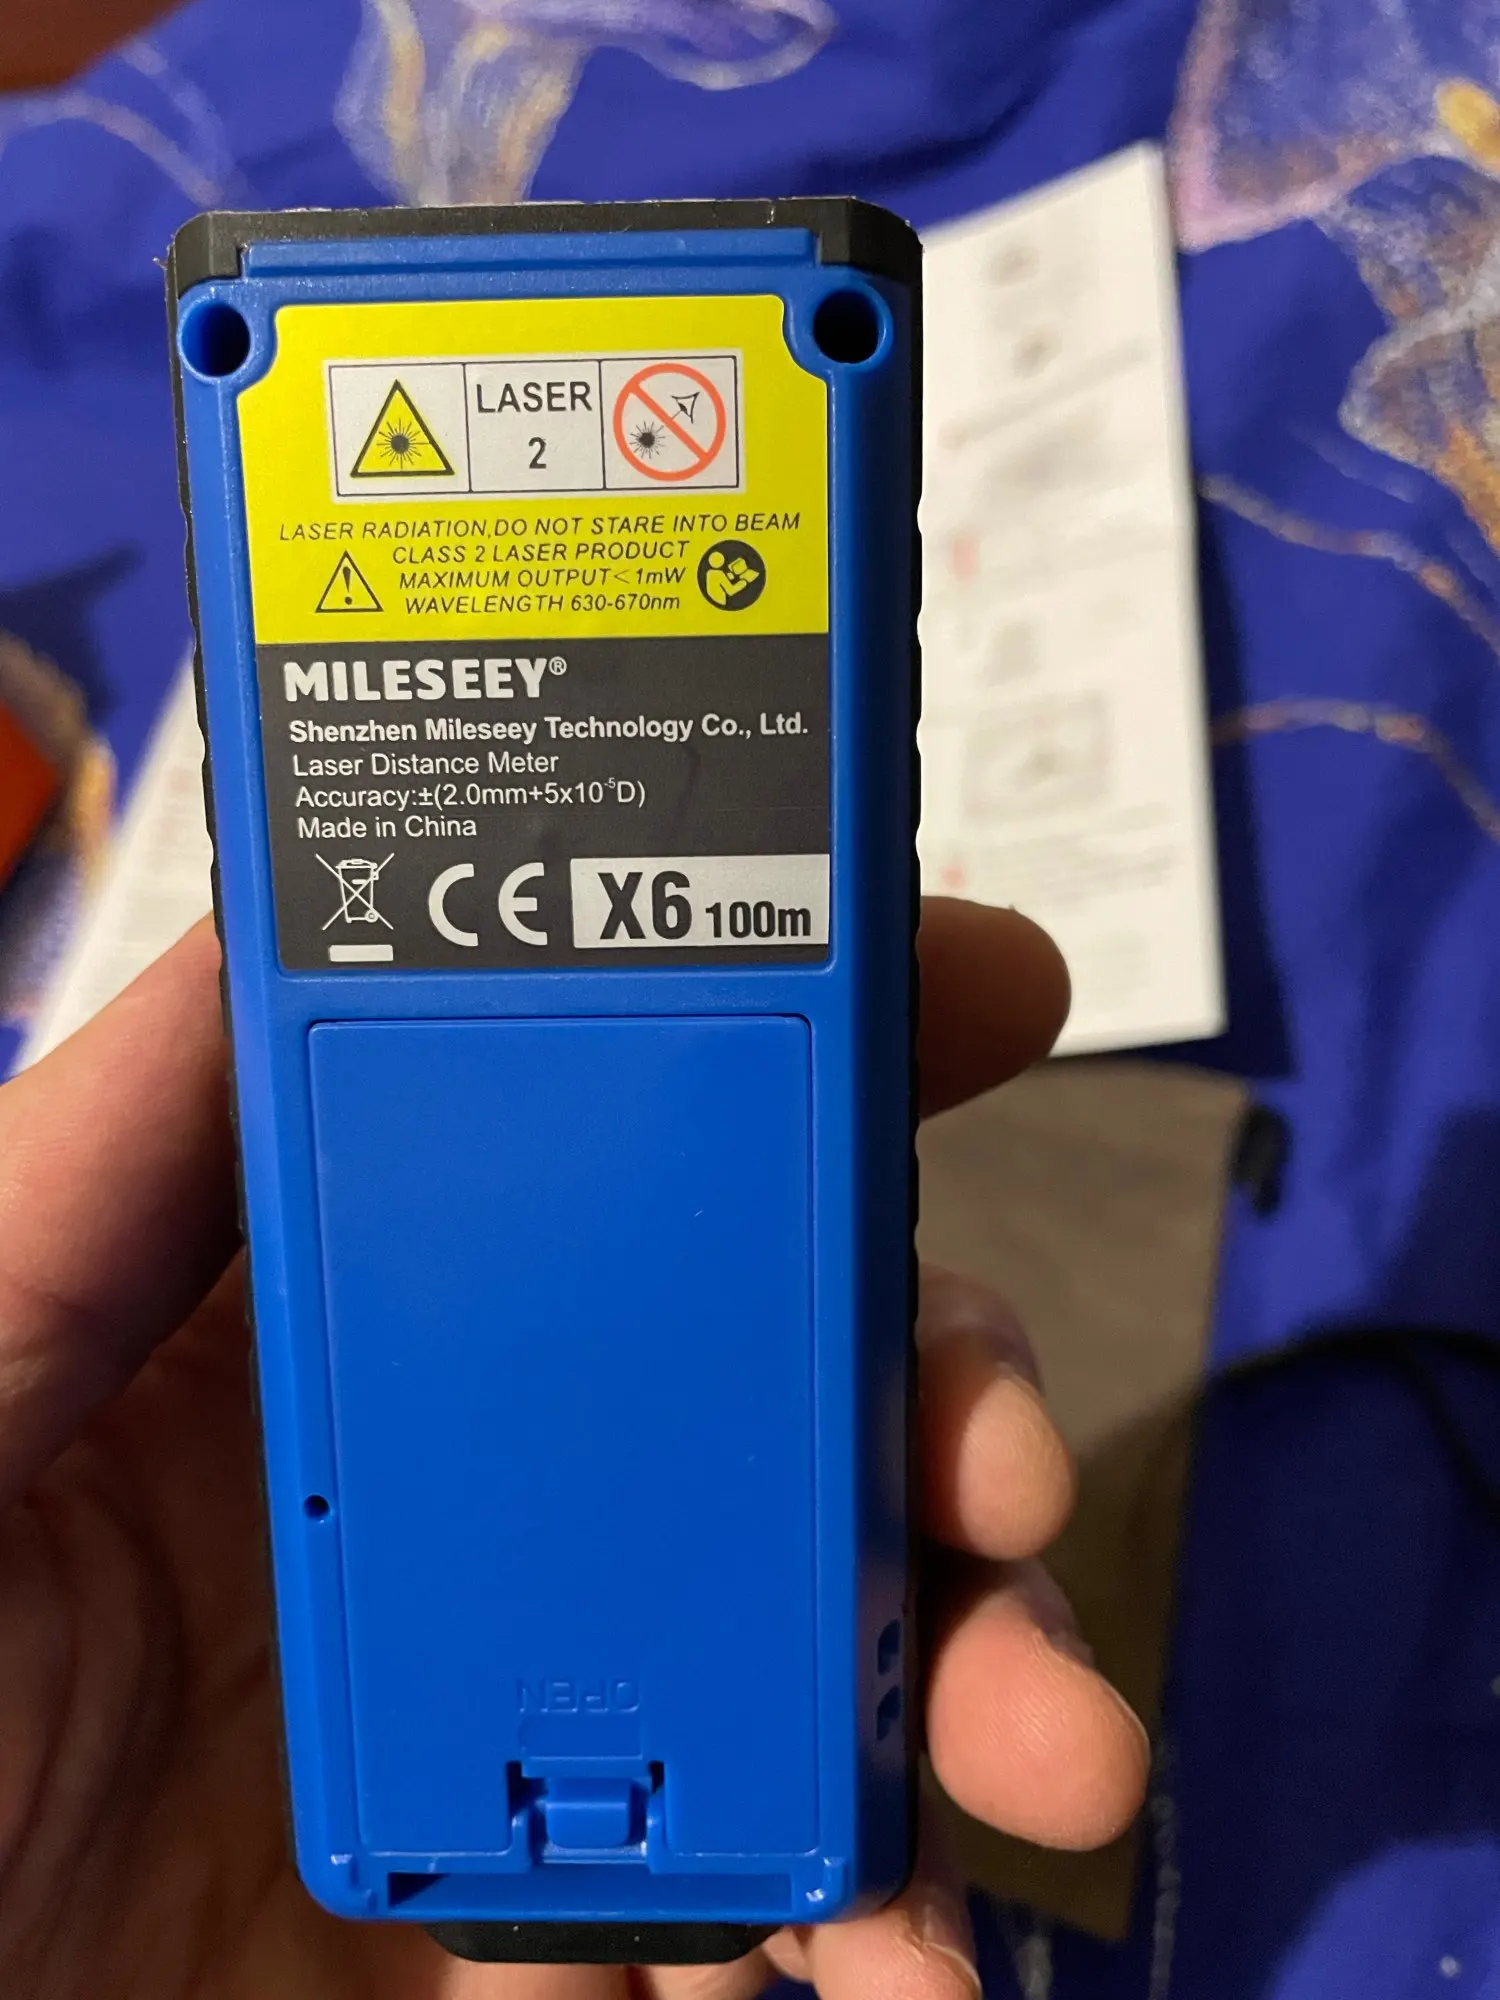 LASER
2
LASER RADIATION,DO NOT STARE INTO BEAM
CLASS 2 LASER PRODUCT
MAXIMUM OUTPUT<1mW
WAVELENGTH 630-670nm
MILESEEY®
Shenzhen Mileseey Technology Co., Ltd.
Laser Distance Meter
Accuracy:±(2.0mm+5x10⁻⁵D)
Made in China
CE X6 100m
OPEN